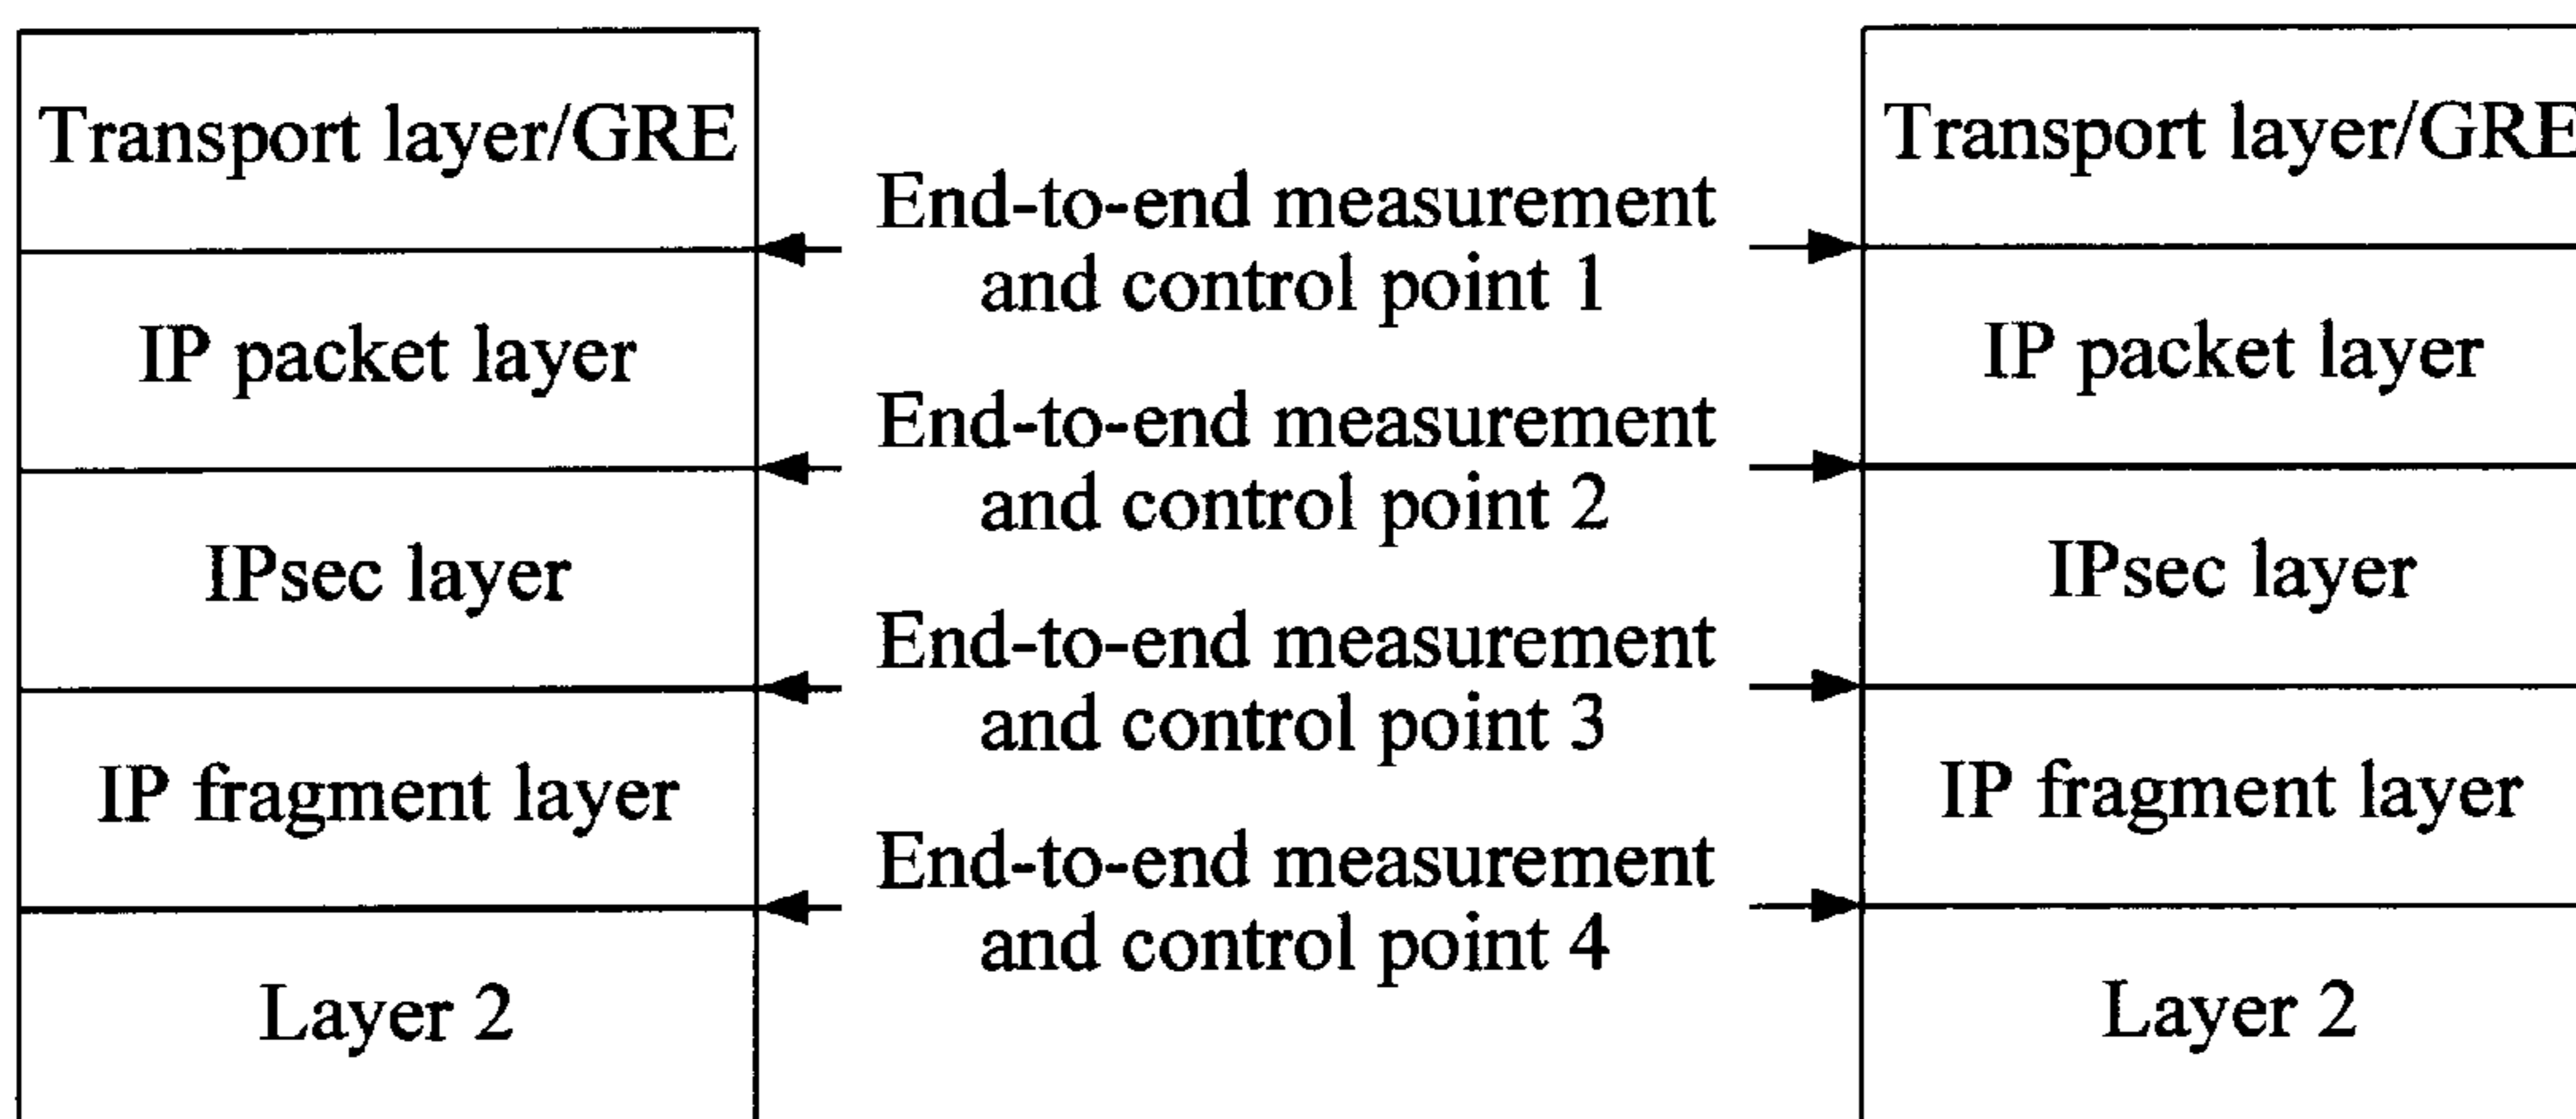 Transport layer/GRE
End-to-end measurement
and control point 1
IP packet layer
End-to-end measurement
and control point 2
IPsec layer
End-to-end measurement
and control point 3
IP fragment layer
End-to-end measurement
and control point 4
Layer 2
Transport layer/GRE
IP packet layer
IPsec layer
IP fragment layer
Layer 2